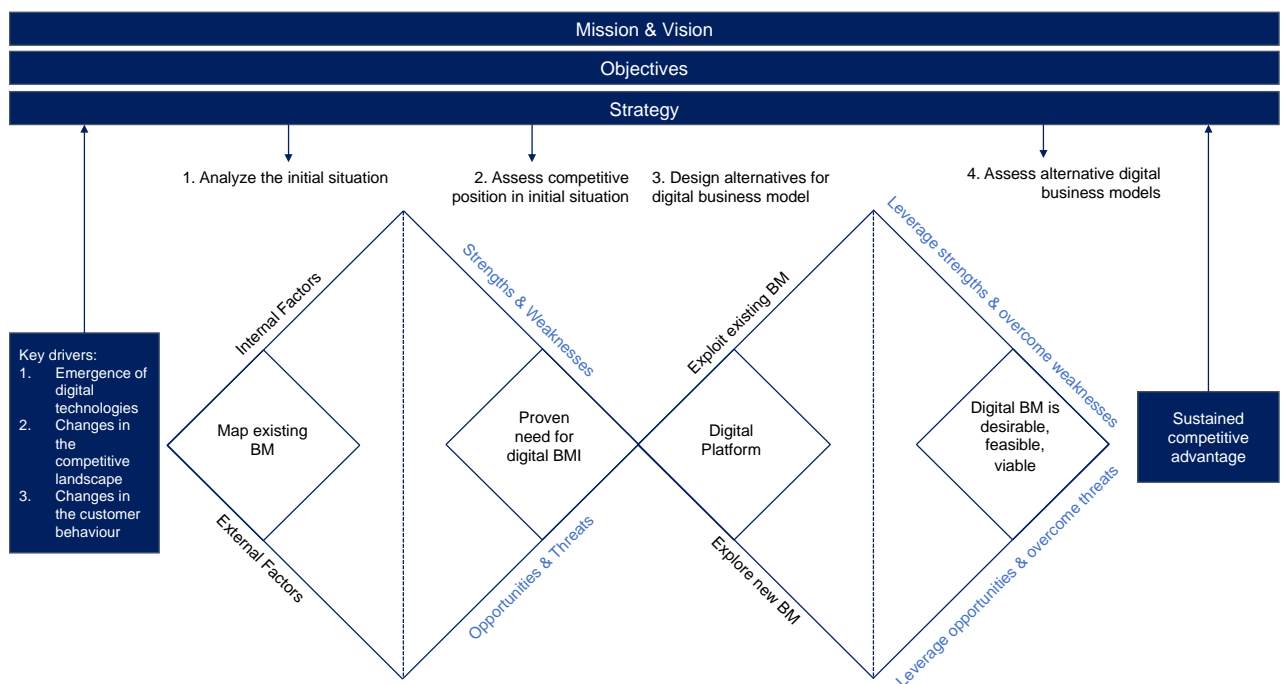 Mission & Vision
Objectives
Strategy
1. Analyze the initial situation
2. Assess competitive
position in initial situation
3. Design alternatives for
digital business model
4. Assess alternative digital
business models
Internal Factors
Strengths & Weaknesses
Exploit existing BM
Leverage strengths & overcome weaknesses
Key drivers:
1. Emergence of
digital
technologies
2. Changes in
the
competitive
landscape
3. Changes in
the customer
behaviour
Map existing
BM
Proven
need for
digital BMI
Digital
Platform
Digital BM is
desirable,
feasible,
viable
Sustained
competitive
advantage
External Factors
Opportunities & Threats
Explore new BM
Leverage opportunities & overcome threats